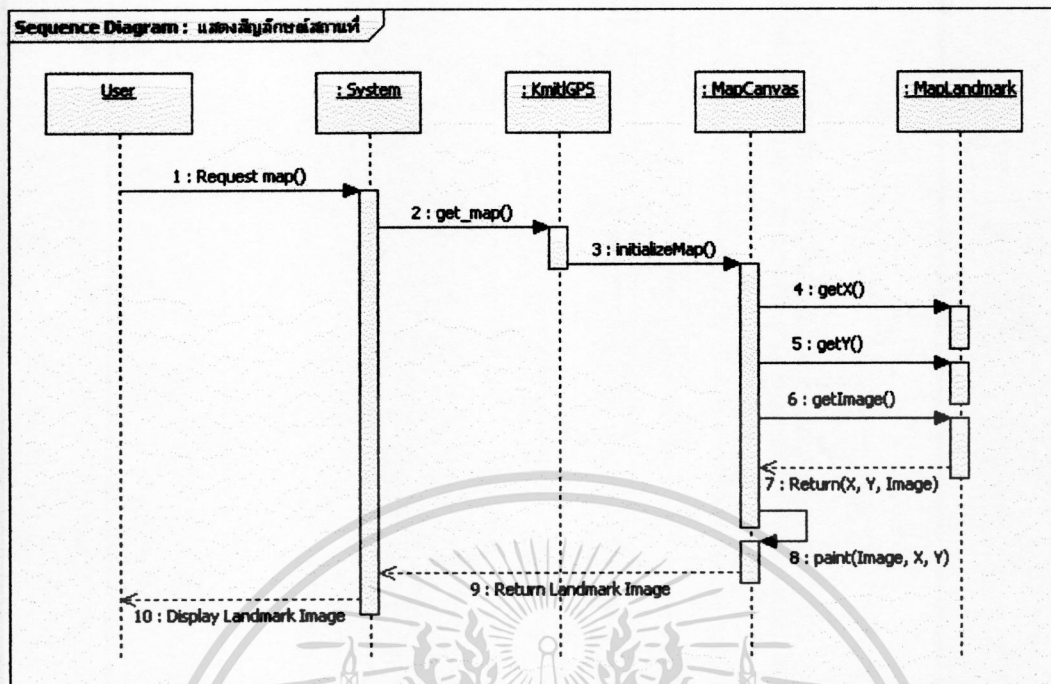 Sequence Diagram : แสดงสัญลักษณ์สถานที่
User
: System
: KmitlGPS
: MapCanvas
: MapLandmark
1 : Request map()
2 : get_map()
3 : initializeMap()
4 : getX()
5 : getY()
6 : getImage()
7 : Return(X, Y, Image)
8 : paint(Image, X, Y)
9 : Return Landmark Image
10 : Display Landmark Image